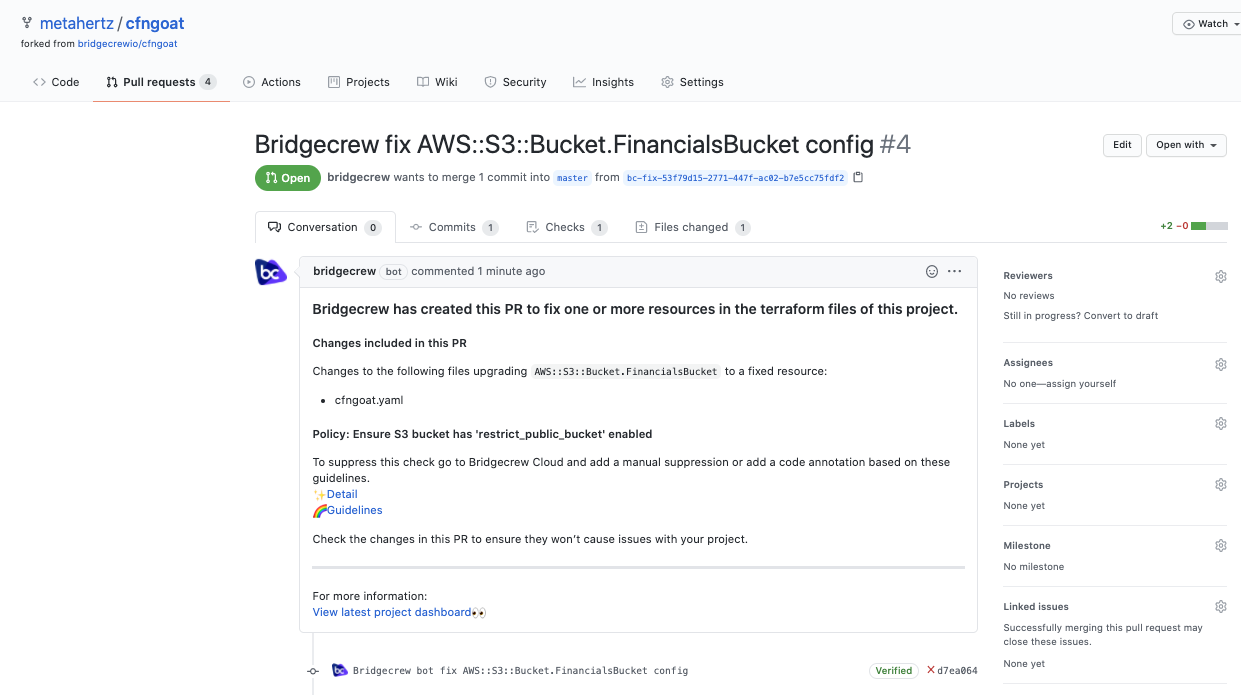 metahertz / cfngoat
Watch
forked from bridgecrewio/cfngoat
Code
Pull requests 4
Actions
Projects
Wiki
Security
Insights
Settings
Bridgecrew fix AWS::S3::Bucket.FinancialsBucket config #4
Edit
Open with
Open
bridgecrew wants to merge 1 commit into master from bc-fix-53f79d15-2771-447f-ac02-b7e5cc75fdf2
Conversation 0
Commits 1
Checks 1
Files changed 1
+2 −0
bc
bridgecrew bot commented 1 minute ago
Bridgecrew has created this PR to fix one or more resources in the terraform files of this project.
Changes included in this PR
Changes to the following files upgrading AWS::S3::Bucket.FinancialsBucket to a fixed resource:
• cfngoat.yaml
Policy: Ensure S3 bucket has 'restrict_public_bucket' enabled
To suppress this check go to Bridgecrew Cloud and add a manual suppression or add a code annotation based on these
guidelines.
✨Detail
🌈Guidelines
Check the changes in this PR to ensure they won't cause issues with your project.
For more information:
View latest project dashboard👀
bc
Bridgecrew bot fix AWS::S3::Bucket.FinancialsBucket config
Verified
d7ea064
Reviewers
No reviews
Still in progress? Convert to draft
Assignees
No one—assign yourself
Labels
None yet
Projects
None yet
Milestone
No milestone
Linked issues
Successfully merging this pull request may
close these issues.
None yet